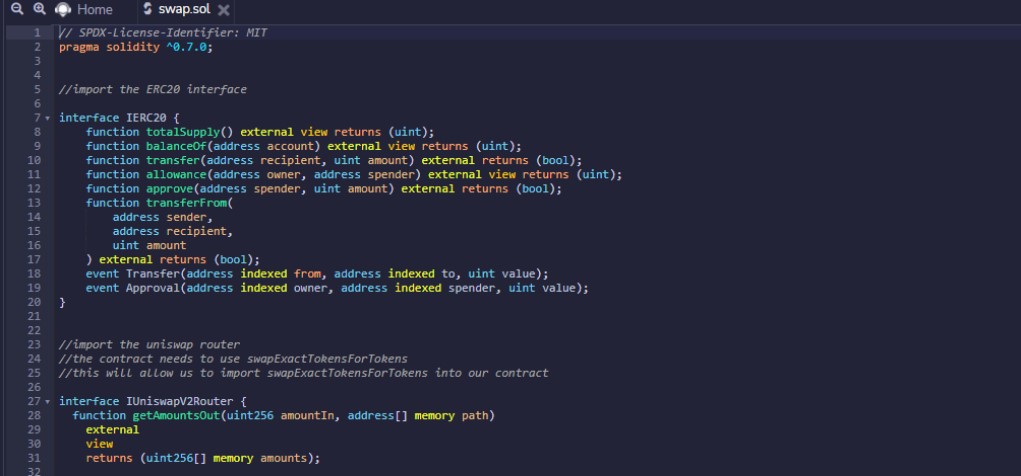 Home swap.sol
1 // SPDX-License-Identifier: MIT
2 pragma solidity ^0.7.0;
3
4
5 //import the ERC20 interface
6
7 interface IERC20 {
8 function totalSupply() external view returns (uint);
9 function balanceOf(address account) external view returns (uint);
10 function transfer(address recipient, uint amount) external returns (bool);
11 function allowance(address owner, address spender) external view returns (uint);
12 function approve(address spender, uint amount) external returns (bool);
13 function transferFrom(
14 address sender,
15 address recipient,
16 uint amount
17 ) external returns (bool);
18 event Transfer(address indexed from, address indexed to, uint value);
19 event Approval(address indexed owner, address indexed spender, uint value);
20 }
21
22
23 //import the uniswap router
24 //the contract needs to use swapExactTokensForTokens
25 //this will allow us to import swapExactTokensForTokens into our contract
26
27 interface IUniswapV2Router {
28 function getAmountsOut(uint256 amountIn, address[] memory path)
29 external
30 view
31 returns (uint256[] memory amounts);
32